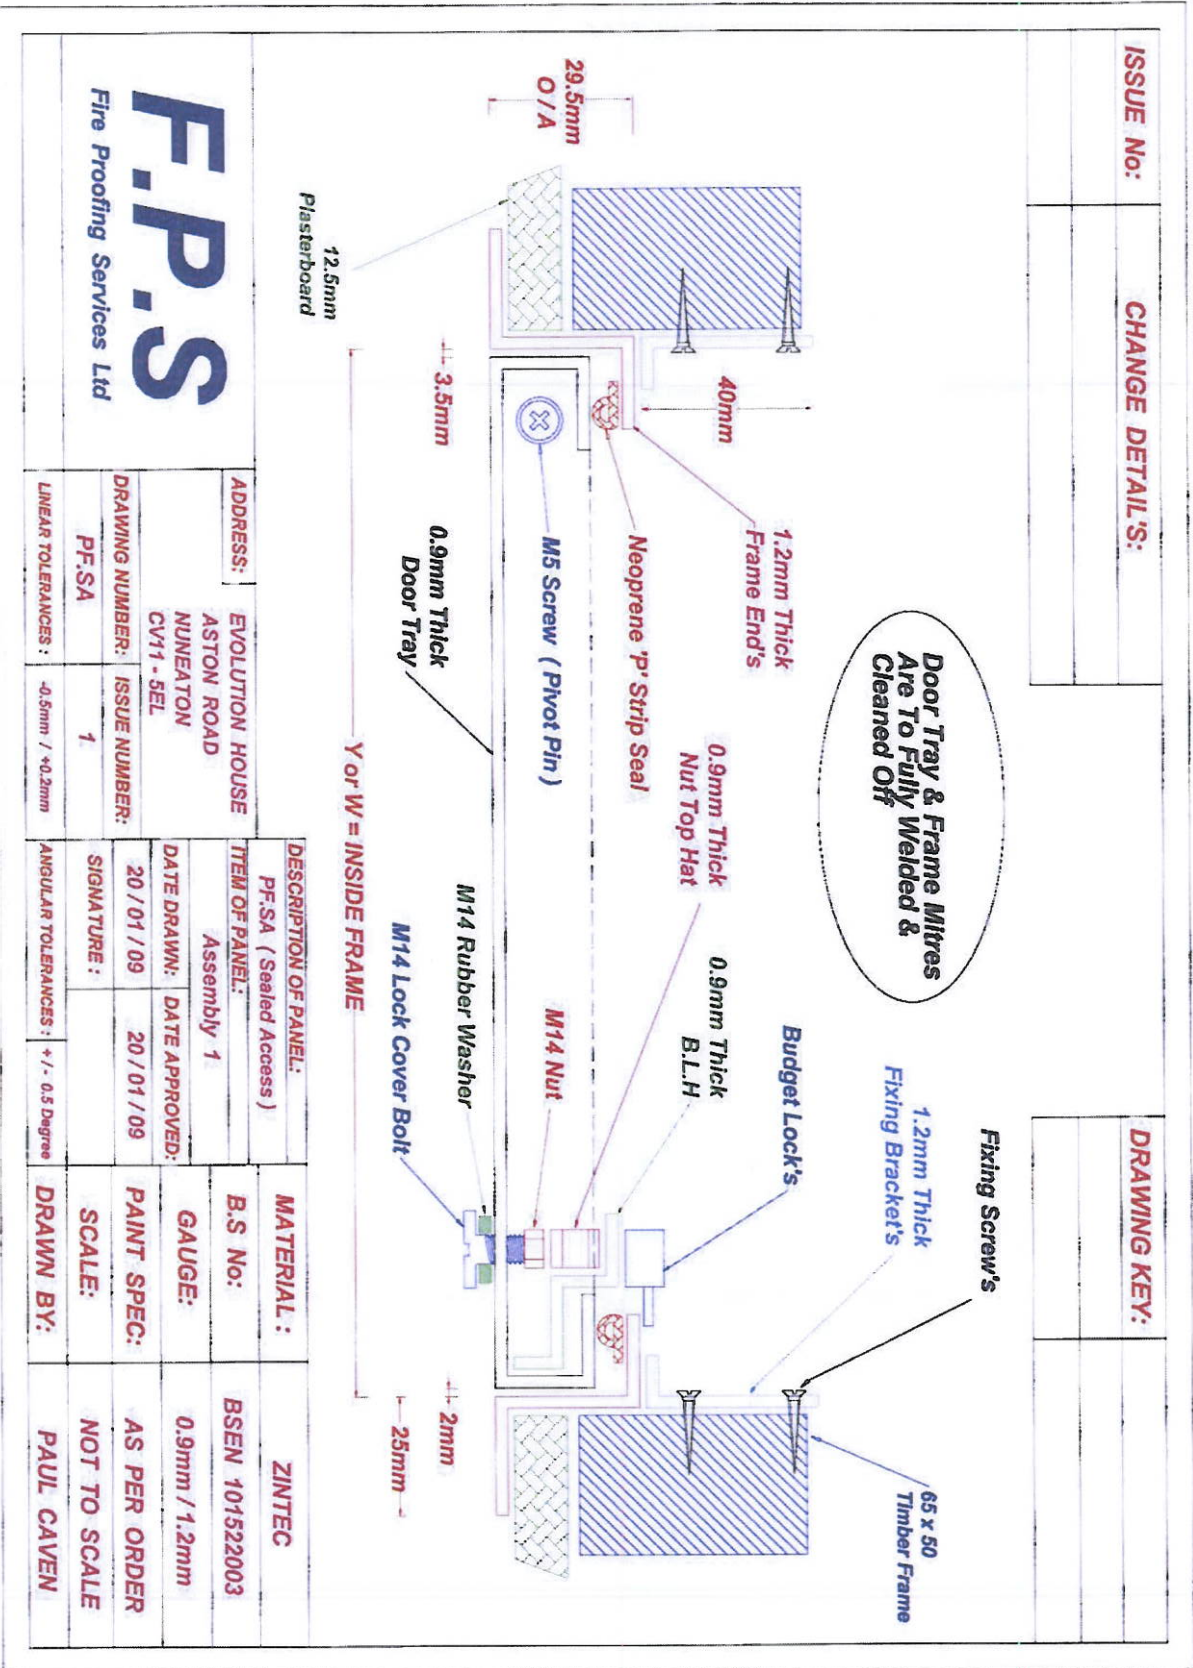 ISSUE No:
CHANGE DETAIL'S:
DRAWING KEY:
Door Tray & Frame Mitres
Are To Fully Welded &
Cleaned Off
Fixing Screw's
1.2mm Thick
Fixing Bracket's
65 x 50
Timber Frame
Budget Lock's
0.9mm Thick
B.L.H
0.9mm Thick
Nut Top Hat
1.2mm Thick
Frame End's
Neoprene 'P' Strip Seal
M5 Screw ( Pivot Pin )
40mm
29.5mm
O / A
M14 Nut
0.9mm Thick
Door Tray
M14 Rubber Washer
M14 Lock Cover Bolt
3.5mm
2mm
25mm
12.5mm
Plasterboard
Y or W = INSIDE FRAME
F.P.S
Fire Proofing Services Ltd
ADDRESS:
EVOLUTION HOUSE
ASTON ROAD
NUNEATON
CV11 - 5EL
DRAWING NUMBER:
ISSUE NUMBER:
PF.SA
1
LINEAR TOLERANCES :
-0.5mm / +0.2mm
DESCRIPTION OF PANEL:
PF.SA ( Sealed Access )
ITEM OF PANEL:
Assembly 1
DATE DRAWN:
DATE APPROVED:
20 / 01 / 09
20 / 01 / 09
SIGNATURE :
ANGULAR TOLERANCES :
+ / - 0.5 Degree
MATERIAL :
ZINTEC
B.S No:
BSEN 101522003
GAUGE:
0.9mm / 1.2mm
PAINT SPEC:
AS PER ORDER
SCALE:
NOT TO SCALE
DRAWN BY:
PAUL CAVEN